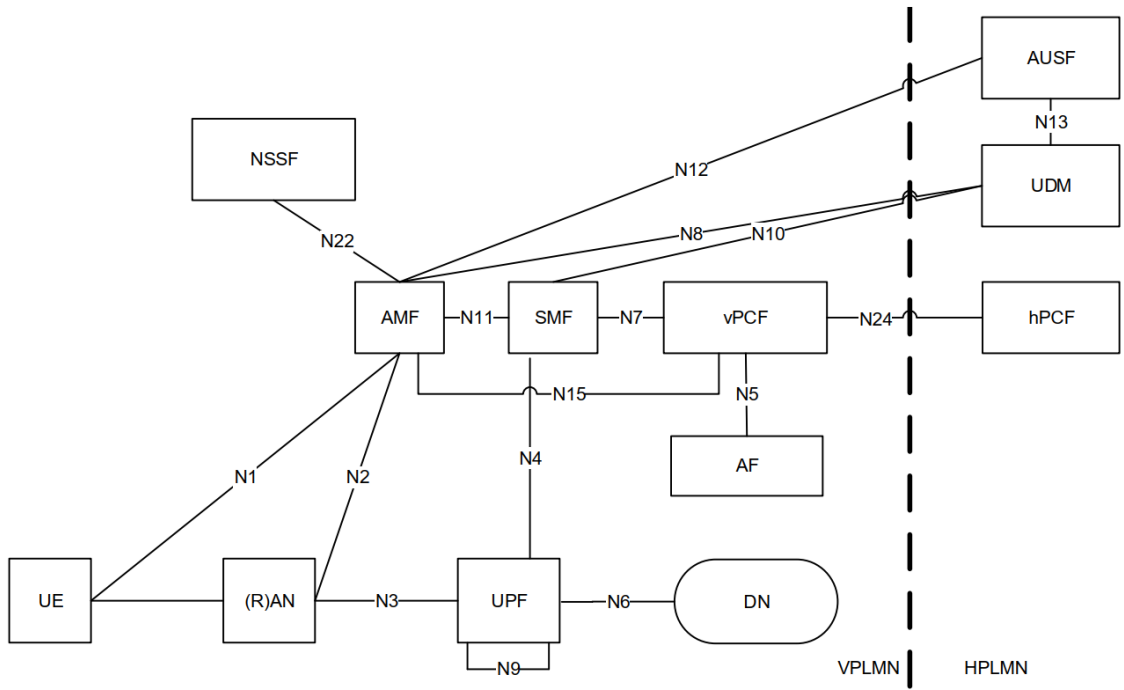 AUSF
N13
NSSF
N12
UDM
N22
N8
N10
AMF
N11
SMF
N7
vPCF
N24
hPCF
N15
N5
N4
AF
N1
N2
UE
(R)AN
N3
UPF
N6
DN
N9
VPLMN
HPLMN